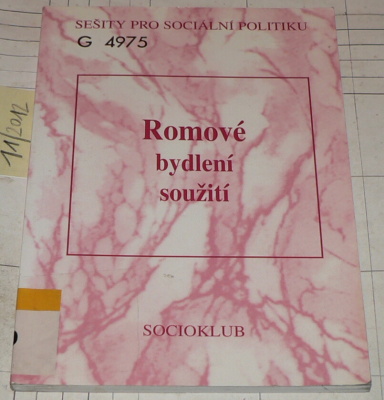 SEŠITY PRO SOCIÁLNÍ POLITIKU
G 4975
11/2012
Romové
bydlení
soužití
SOCIOKLUB